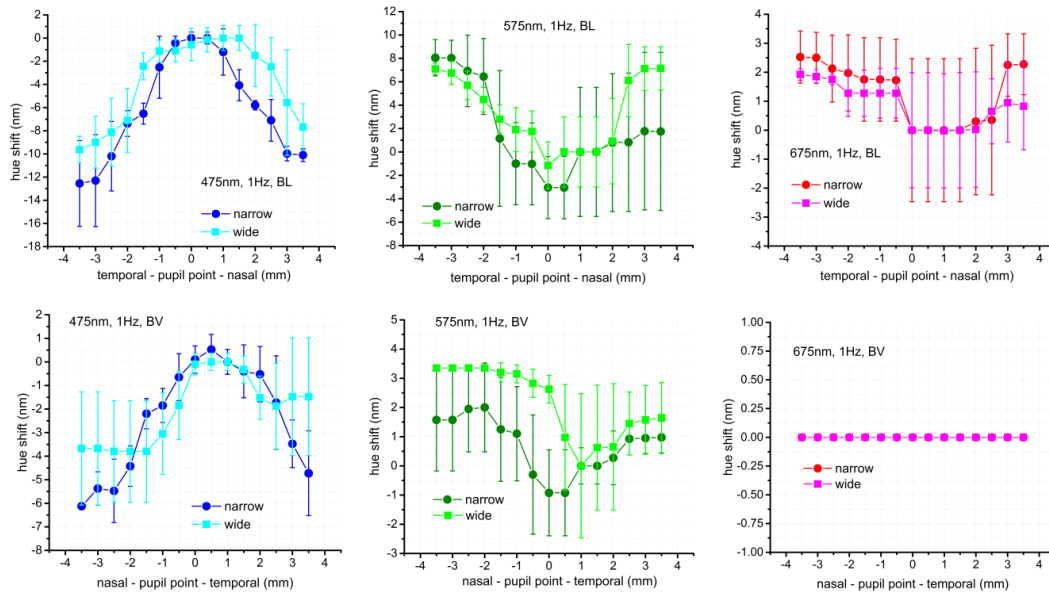 2
0
-2
-4
-6
-8
-10
-12
-14
-16
-18
hue shift (nm)
475nm, 1Hz, BL
narrow
wide
-4 -3 -2 -1 0 1 2 3 4
temporal - pupil point - nasal (mm)
12
10
8
6
4
2
0
-2
-4
-6
-8
hue shift (nm)
575nm, 1Hz, BL
narrow
wide
-4 -3 -2 -1 0 1 2 3 4
temporal - pupil point - nasal (mm)
4
3
2
1
0
-1
-2
-3
-4
hue shift (nm)
675nm, 1Hz, BL
narrow
wide
-4 -3 -2 -1 0 1 2 3 4
temporal - pupil point - nasal (mm)
2
1
0
-1
-2
-3
-4
-5
-6
-7
-8
hue shift (nm)
475nm, 1Hz, BV
narrow
wide
-4 -3 -2 -1 0 1 2 3 4
nasal - pupil point - temporal (mm)
5
4
3
2
1
0
-1
-2
-3
hue shift (nm)
575nm, 1Hz, BV
narrow
wide
-4 -3 -2 -1 0 1 2 3 4
nasal - pupil point - temporal (mm)
1.00
0.75
0.50
0.25
0.00
-0.25
-0.50
-0.75
-1.00
hue shift (nm)
675nm, 1Hz, BV
narrow
wide
-4 -3 -2 -1 0 1 2 3 4
nasal - pupil point - temporal (mm)